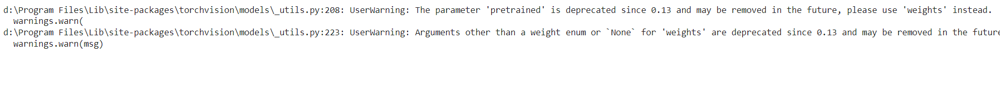 d:\Program Files\Lib\site-packages\torchvision\models\_utils.py:208: UserWarning: The parameter 'pretrained' is deprecated since 0.13 and may be removed in the future, please use 'weights' instead.
  warnings.warn(
d:\Program Files\Lib\site-packages\torchvision\models\_utils.py:223: UserWarning: Arguments other than a weight enum or `None` for 'weights' are deprecated since 0.13 and may be removed in the future
  warnings.warn(msg)